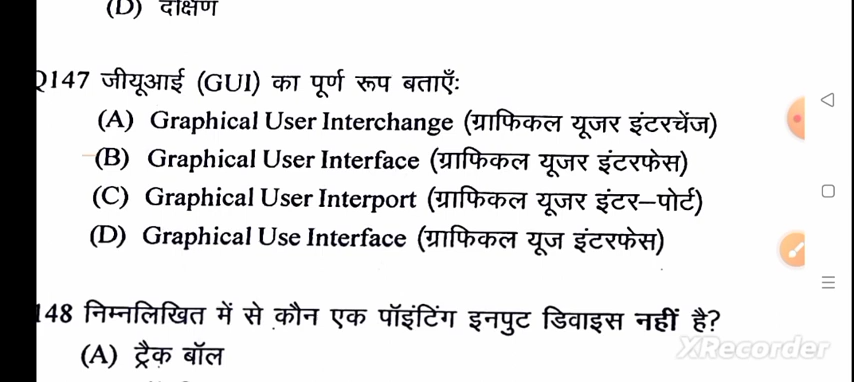 (D) दक्षिण
Q147 जीयूआई (GUI) का पूर्ण रूप बताएँः
(A) Graphical User Interchange (ग्राफिकल यूजर इंटरचेंज)
(B) Graphical User Interface (ग्राफिकल यूजर इंटरफेस)
(C) Graphical User Interport (ग्राफिकल यूजर इंटर–पोर्ट)
(D) Graphical Use Interface (ग्राफिकल यूज इंटरफेस)
148 निम्नलिखित में से कौन एक पॉइंटिंग इनपुट डिवाइस नहीं है?
(A) ट्रैक बॉल
XRecorder